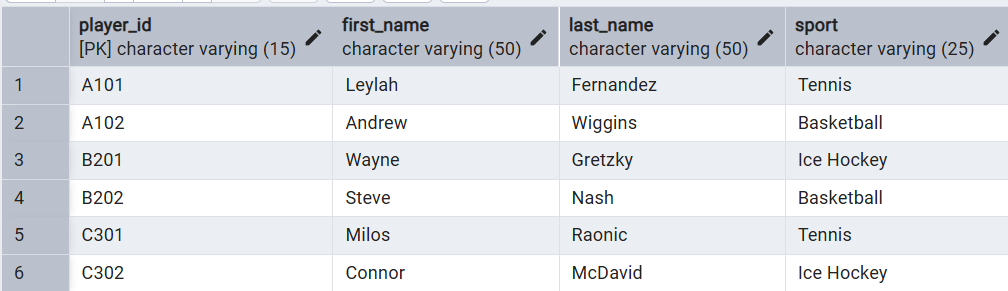 player_id first_name last_name sport
[PK] character varying (15) character varying (50) character varying (50) character varying (25)
1 A101 Leylah Fernandez Tennis
2 A102 Andrew Wiggins Basketball
3 B201 Wayne Gretzky Ice Hockey
4 B202 Steve Nash Basketball
5 C301 Milos Raonic Tennis
6 C302 Connor McDavid Ice Hockey